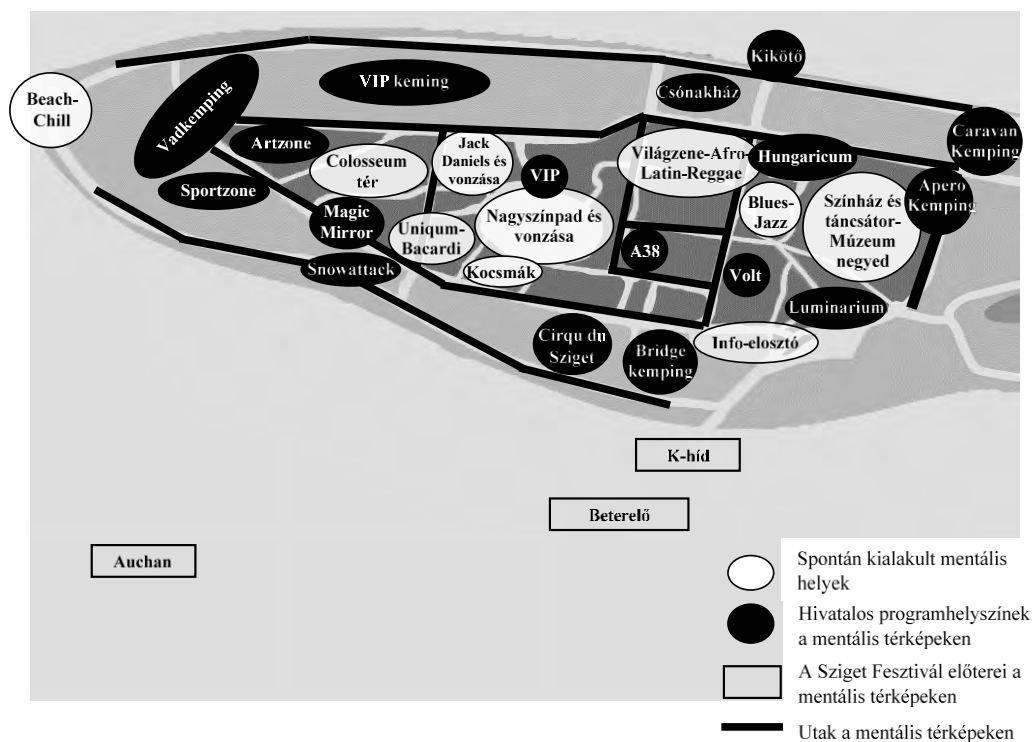 Kikötő
VIP keming
Csónakház
Beach-
Chill
Vadkemping
Caravan
Kemping
Artzone
Colosseum
tér
Jack
Daniels és
vonzása
VIP
Világzene-Afro-
Latin-Reggae
Hungaricum
Sportzone
Magic
Mirror
Uniqum-
Bacardi
Nagyszínpad és
vonzása
Blues-
Jazz
Színház és
táncsátor-
Múzeum
negyed
Apero
Kemping
Snowattack
Kocsmák
A38
Volt
Luminarium
Cirqu du
Sziget
Bridge
kemping
Info-elosztó
K-híd
Beterelő
Auchan
Spontán kialakult mentális
helyek
Hivatalos programhelyszínek
a mentális térképeken
A Sziget Fesztivál előterei a
mentális térképeken
Utak a mentális térképeken